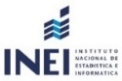 INEI
INSTITUTO
NACIONAL DE
ESTADÍSTICA E
INFORMÁTICA